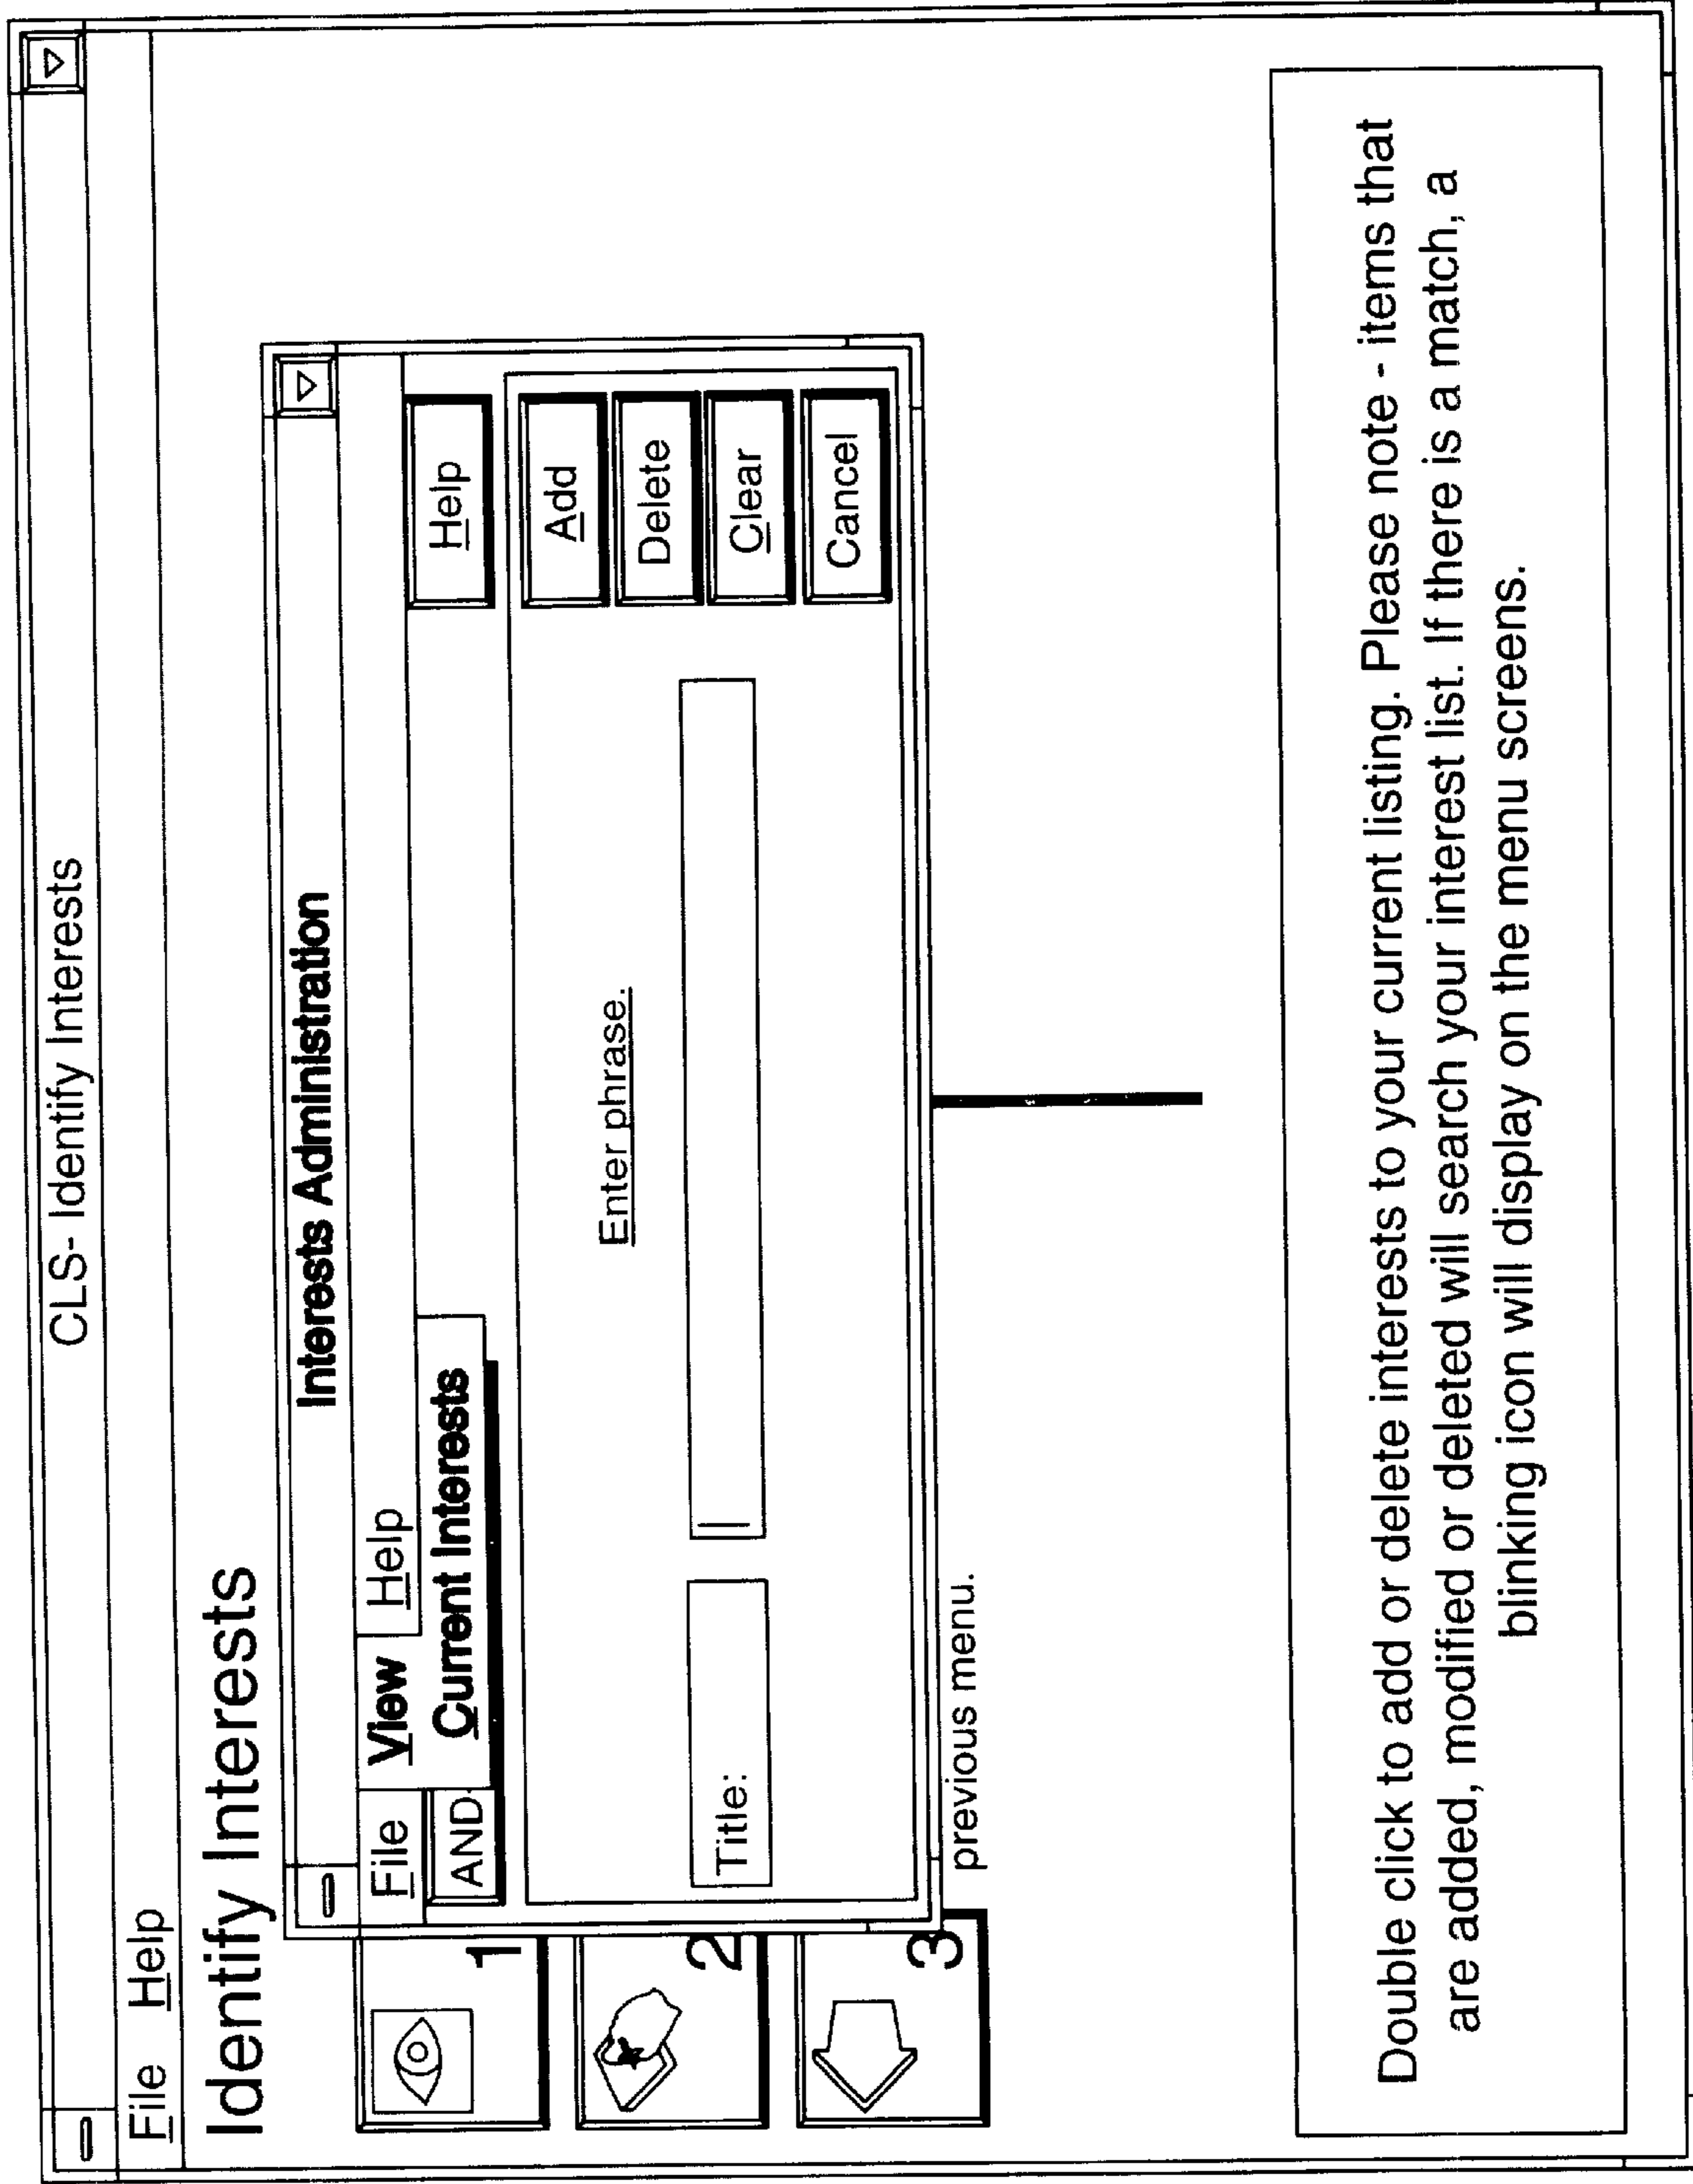 CLS- Identify Interests
File Help
Identify Interests
Interests Administration
File View Help
AND Current Interests
Help
1
Enter phrase.
Add
Delete
2
Title:
Clear
Cancel
3
previous menu.
Double click to add or delete interests to your current listing. Please note - items that
are added, modified or deleted will search your interest list. If there is a match, a
blinking icon will display on the menu screens.